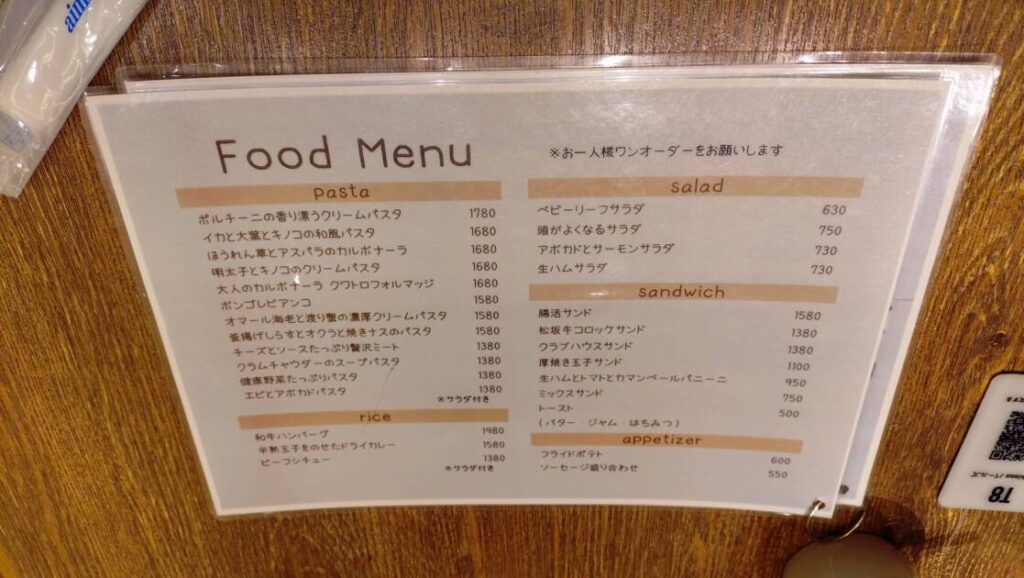 Food Menu
※お一人様ワンオーダーをお願いします
pasta
ポルチーニの香り漂うクリームパスタ 1780
イカと大葉とキノコの和風パスタ 1680
ほうれん草とアスパラのカルボナーラ 1680
明太子とキノコのクリームパスタ 1680
大人のカルボナーラ クワトロフォルマッジ 1680
ボンゴレビアンコ 1580
オマール海老と渡り蟹の濃厚クリームパスタ 1580
釜揚げしらすとオクラと焼きナスのパスタ 1580
チーズとソースたっぷり贅沢ミート 1380
クラムチャウダーのスープパスタ 1380
健康野菜たっぷりパスタ 1380
エビとアボカドパスタ 1380
※サラダ付き
rice
和牛ハンバーグ 1980
半熟玉子をのせたドライカレー 1580
ビーフシチュー 1380
※サラダ付き
salad
ベビーリーフサラダ 630
頭がよくなるサラダ 750
アボカドとサーモンサラダ 730
生ハムサラダ 730
sandwich
腸活サンド 1580
松坂牛コロッケサンド 1380
クラブハウスサンド 1380
厚焼き玉子サンド 1100
生ハムとトマトとカマンベールパニーニ 950
ミックスサンド 750
トースト 500
(バター・ジャム・はちみつ)
appetizer
フライドポテト 600
ソーセージ盛り合わせ 550
T8